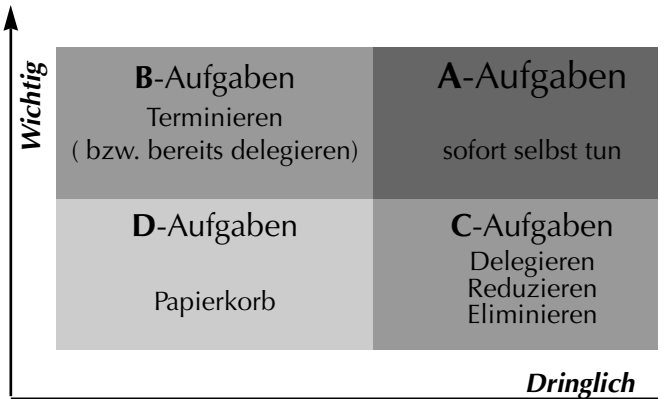 Wichtig
B-Aufgaben
Terminieren
( bzw. bereits delegieren)
A-Aufgaben
sofort selbst tun
D-Aufgaben
Papierkorb
C-Aufgaben
Delegieren
Reduzieren
Eliminieren
Dringlich